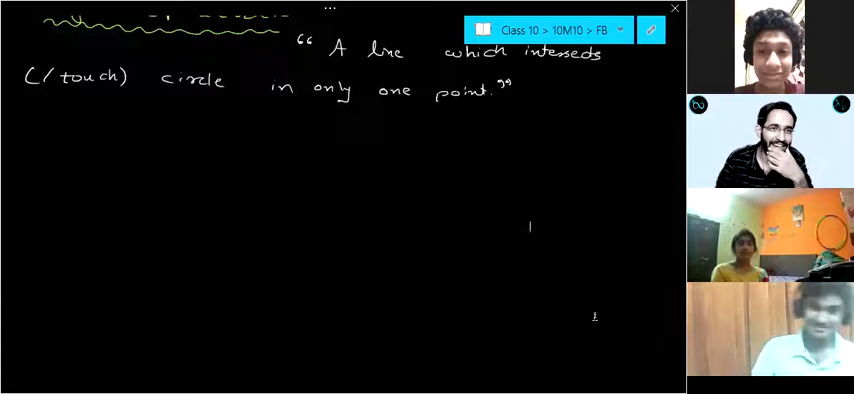 Class 10 > 10M10 > FB
“ A line which intersects
(/ touch) circle in only one point.”